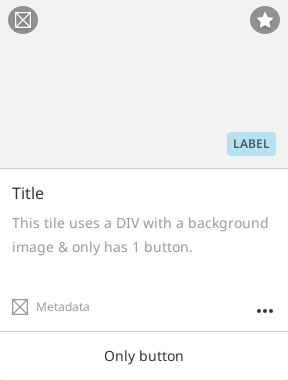 LABEL
Title
This tile uses a DIV with a background
image & only has 1 button.
Metadata
Only button